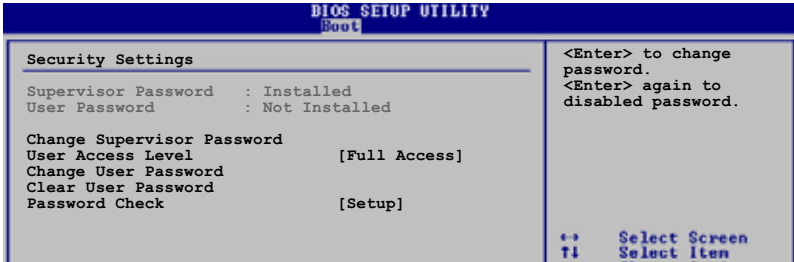 BIOS SETUP UTILITY
Boot
Security Settings
Supervisor Password : Installed
User Password : Not Installed
Change Supervisor Password
User Access Level [Full Access]
Change User Password
Clear User Password
Password Check [Setup]
<Enter> to change
password.
<Enter> again to
disabled password.
↔ Select Screen
↑↓ Select Item